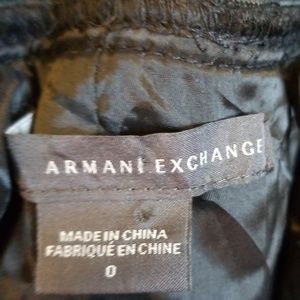 ARMANI EXCHANGE
MADE IN CHINA
FABRIQUÉ EN CHINE
0